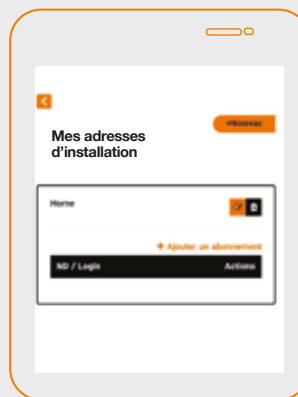 +Nouveau
Mes adresses
d'installation
Home
+ Ajouter un abonnement
ND / Login Actions